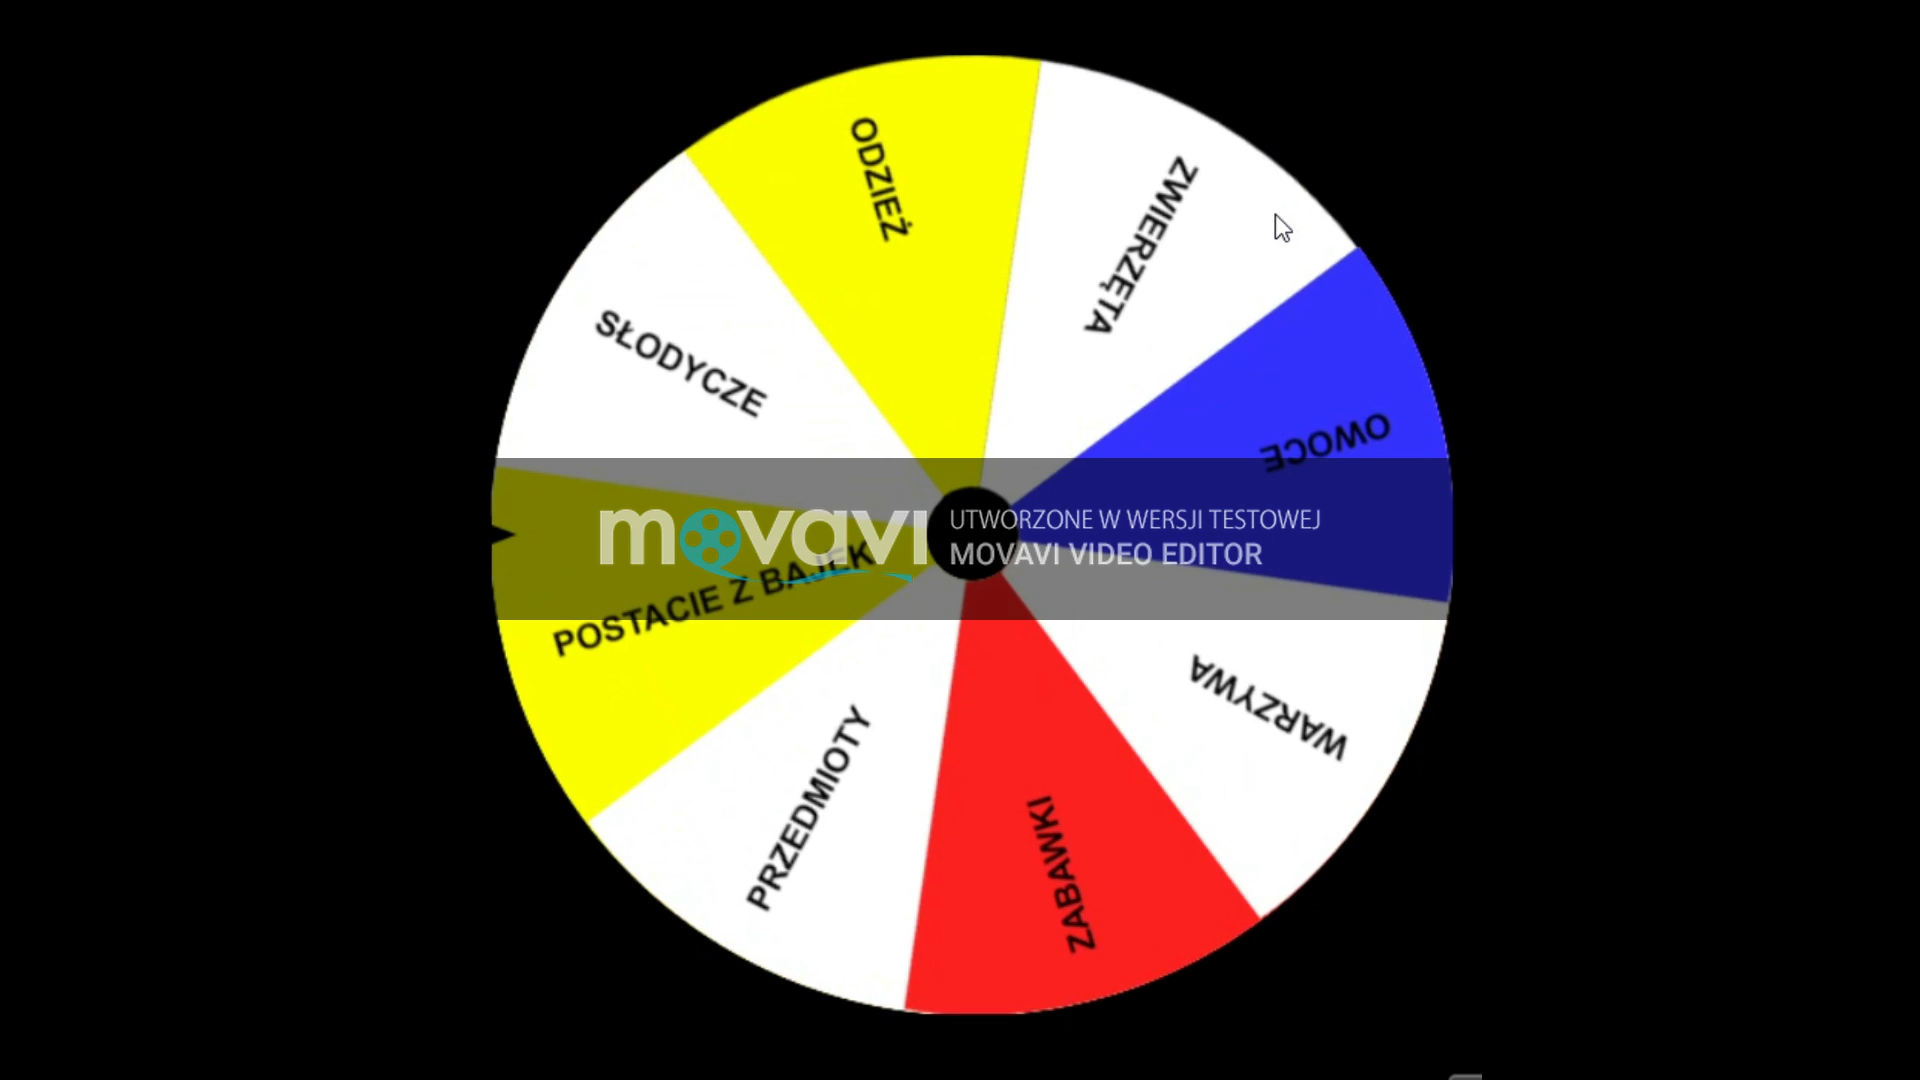 ODZIEŻ
ZWIERZĘTA
SŁODYCZE
OWOCE
movavi
UTWORZONE W WERSJI TESTOWEJ
MOVAVI VIDEO EDITOR
POSTACIE Z BAJEK
WARZYWA
PRZEDMIOTY
ZABAWKI